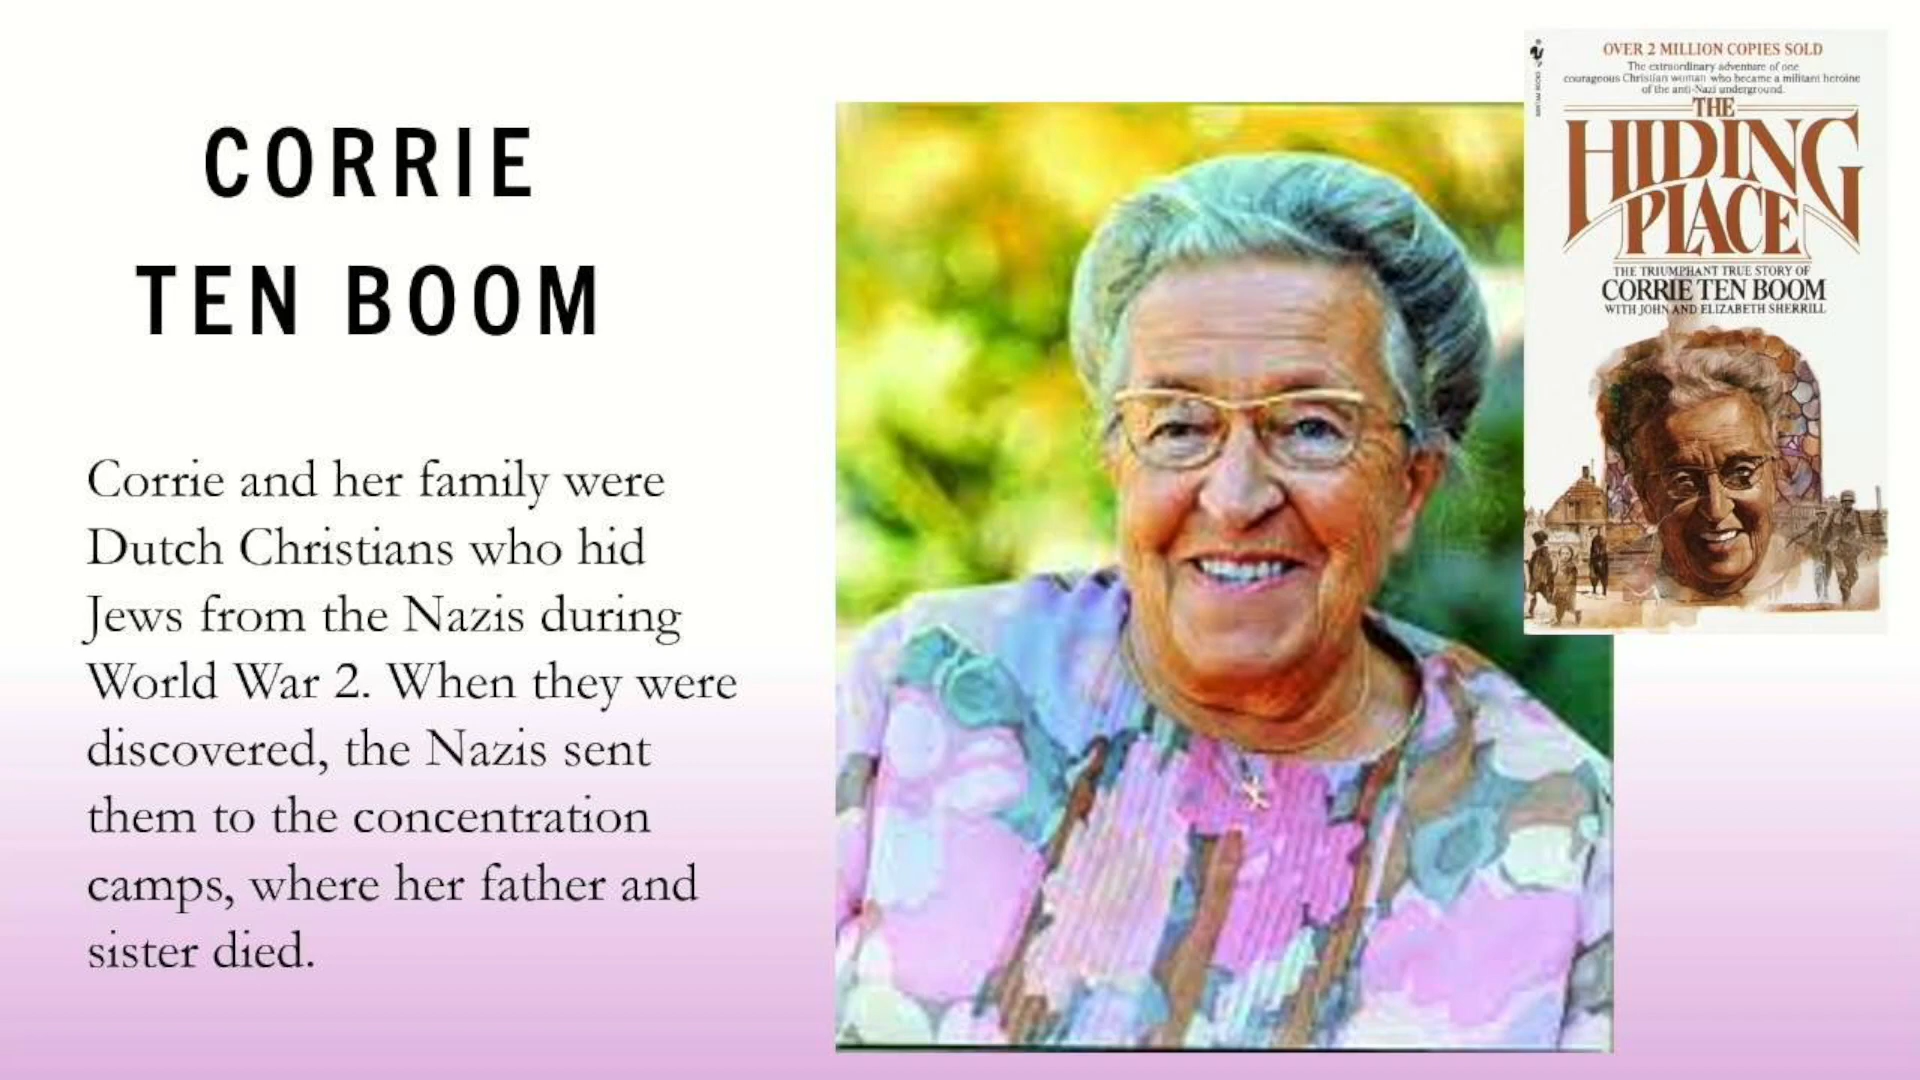 CORRIE
TEN BOOM
Corrie and her family were
Dutch Christians who hid
Jews from the Nazis during
World War 2. When they were
discovered, the Nazis sent
them to the concentration
camps, where her father and
sister died.
OVER 2 MILLION COPIES SOLD
The extraordinary adventure of one
courageous Christian woman who became a militant heroine
of the anti-Nazi underground.
THE
HIDING
PLACE
THE TRIUMPHANT TRUE STORY OF
CORRIE TEN BOOM
WITH JOHN AND ELIZABETH SHERRILL